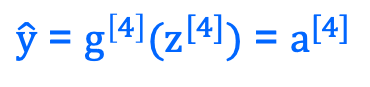 ŷ = g^[4](z^[4]) = a^[4]